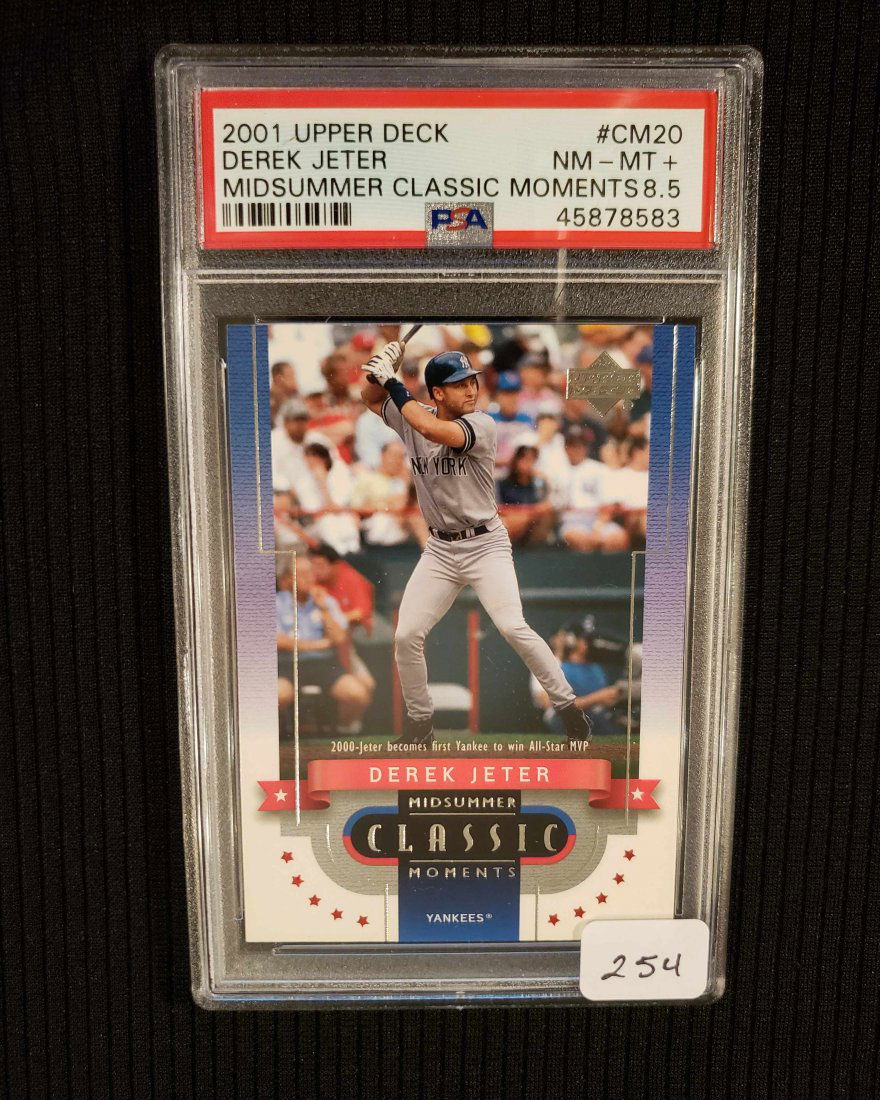 2001 UPPER DECK #CM20
DEREK JETER NM - MT +
MIDSUMMER CLASSIC MOMENTS 8.5
PSA 45878583
NEW YORK
2000-Jeter becomes first Yankee to win All-Star MVP
DEREK JETER
MIDSUMMER
CLASSIC
MOMENTS
YANKEES®
254